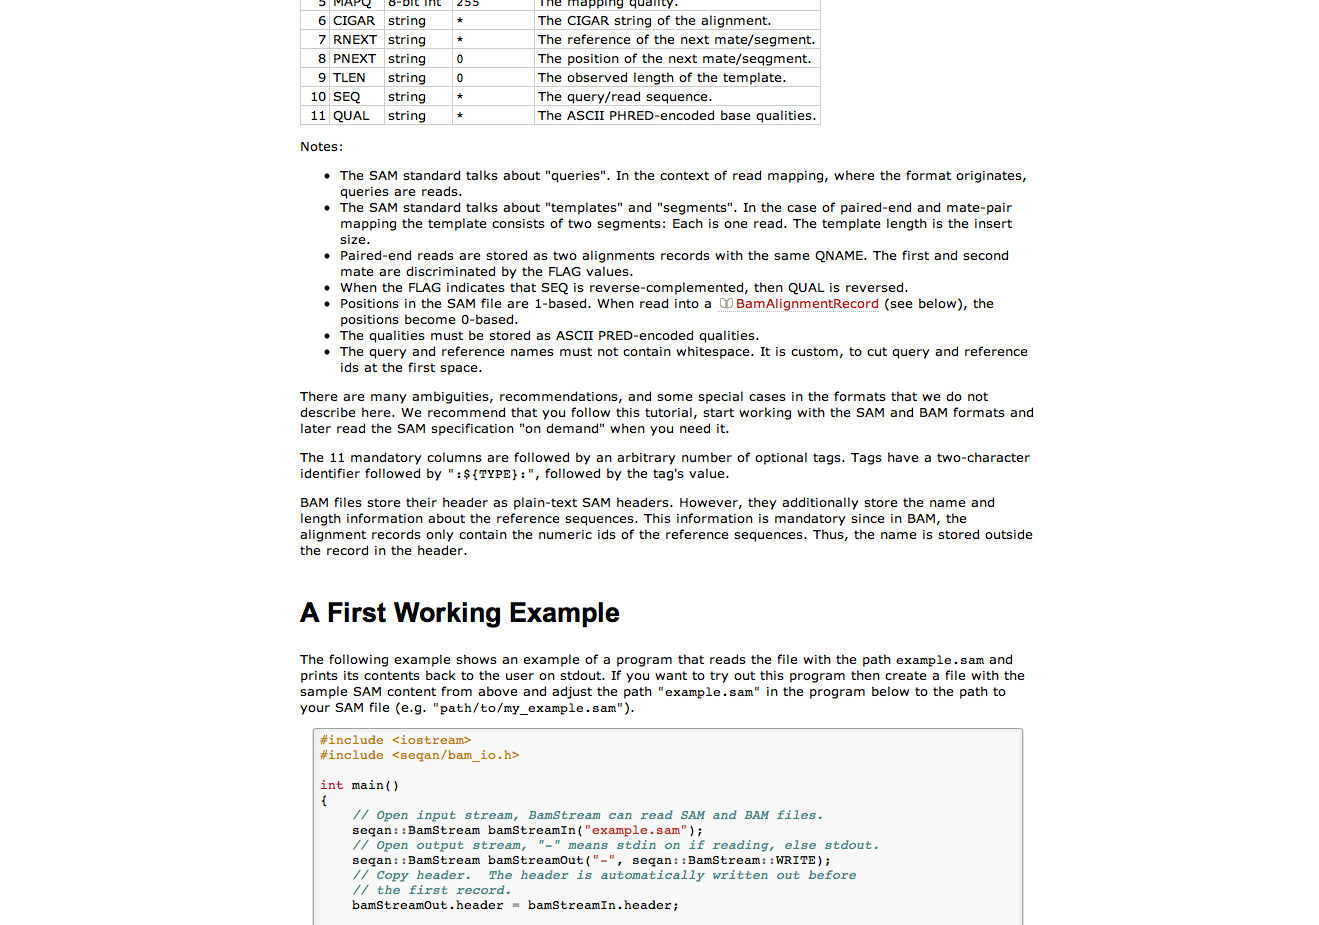 5 MAPQ 8-bit int 255 The mapping quality.
6 CIGAR string * The CIGAR string of the alignment.
7 RNEXT string * The reference of the next mate/segment.
8 PNEXT string 0 The position of the next mate/seqgment.
9 TLEN string 0 The observed length of the template.
10 SEQ string * The query/read sequence.
11 QUAL string * The ASCII PHRED-encoded base qualities.
Notes:
• The SAM standard talks about "queries". In the context of read mapping, where the format originates,
queries are reads.
• The SAM standard talks about "templates" and "segments". In the case of paired-end and mate-pair
mapping the template consists of two segments: Each is one read. The template length is the insert
size.
• Paired-end reads are stored as two alignments records with the same QNAME. The first and second
mate are discriminated by the FLAG values.
• When the FLAG indicates that SEQ is reverse-complemented, then QUAL is reversed.
• Positions in the SAM file are 1-based. When read into a BamAlignmentRecord (see below), the
positions become 0-based.
• The qualities must be stored as ASCII PRED-encoded qualities.
• The query and reference names must not contain whitespace. It is custom, to cut query and reference
ids at the first space.
There are many ambiguities, recommendations, and some special cases in the formats that we do not
describe here. We recommend that you follow this tutorial, start working with the SAM and BAM formats and
later read the SAM specification "on demand" when you need it.
The 11 mandatory columns are followed by an arbitrary number of optional tags. Tags have a two-character
identifier followed by ":${TYPE}:", followed by the tag's value.
BAM files store their header as plain-text SAM headers. However, they additionally store the name and
length information about the reference sequences. This information is mandatory since in BAM, the
alignment records only contain the numeric ids of the reference sequences. Thus, the name is stored outside
the record in the header.
A First Working Example
The following example shows an example of a program that reads the file with the path example.sam and
prints its contents back to the user on stdout. If you want to try out this program then create a file with the
sample SAM content from above and adjust the path "example.sam" in the program below to the path to
your SAM file (e.g. "path/to/my_example.sam").
#include <iostream>
#include <seqan/bam_io.h>
int main()
{
// Open input stream, BamStream can read SAM and BAM files.
seqan::BamStream bamStreamIn("example.sam");
// Open output stream, "-" means stdin on if reading, else stdout.
seqan::BamStream bamStreamOut("-", seqan::BamStream::WRITE);
// Copy header.  The header is automatically written out before
// the first record.
bamStreamOut.header = bamStreamIn.header;